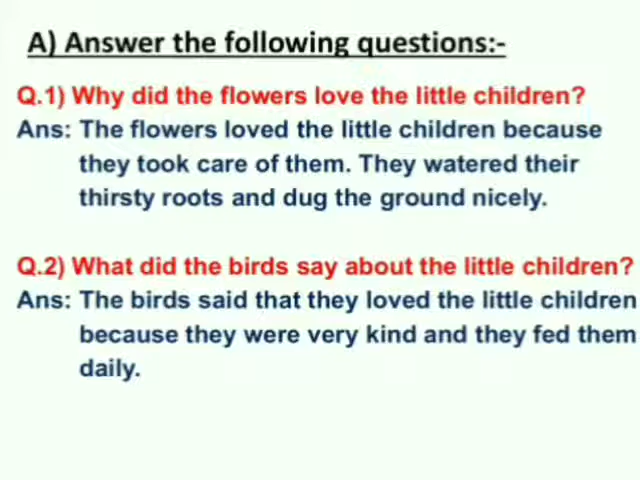 A) Answer the following questions:-
Q.1) Why did the flowers love the little children?
Ans: The flowers loved the little children because
they took care of them. They watered their
thirsty roots and dug the ground nicely.
Q.2) What did the birds say about the little children?
Ans: The birds said that they loved the little children
because they were very kind and they fed them
daily.